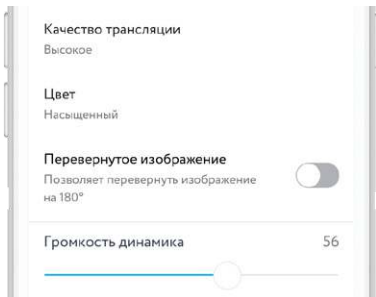 Качество трансляции
Высокое
Цвет
Насыщенный
Перевернутое изображение
Позволяет перевернуть изображение
на 180°
Громкость динамика 56